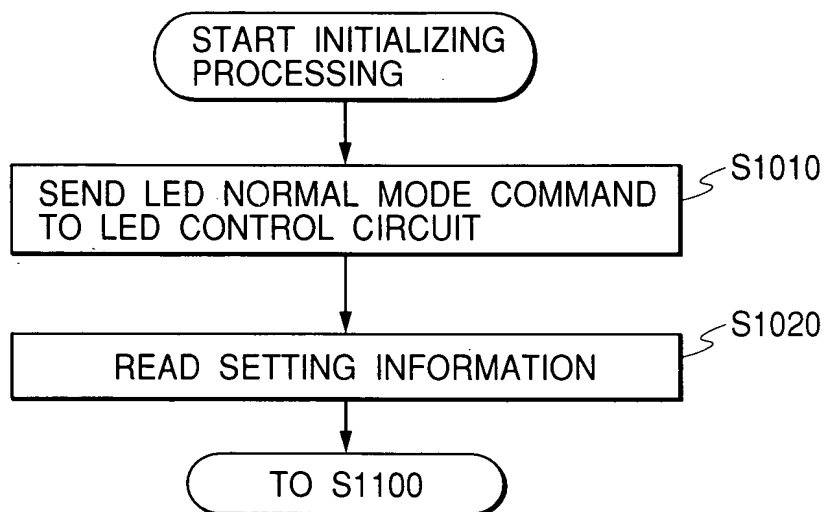 START INITIALIZING
PROCESSING
S1010
SEND LED NORMAL MODE COMMAND
TO LED CONTROL CIRCUIT
S1020
READ SETTING INFORMATION
TO S1100